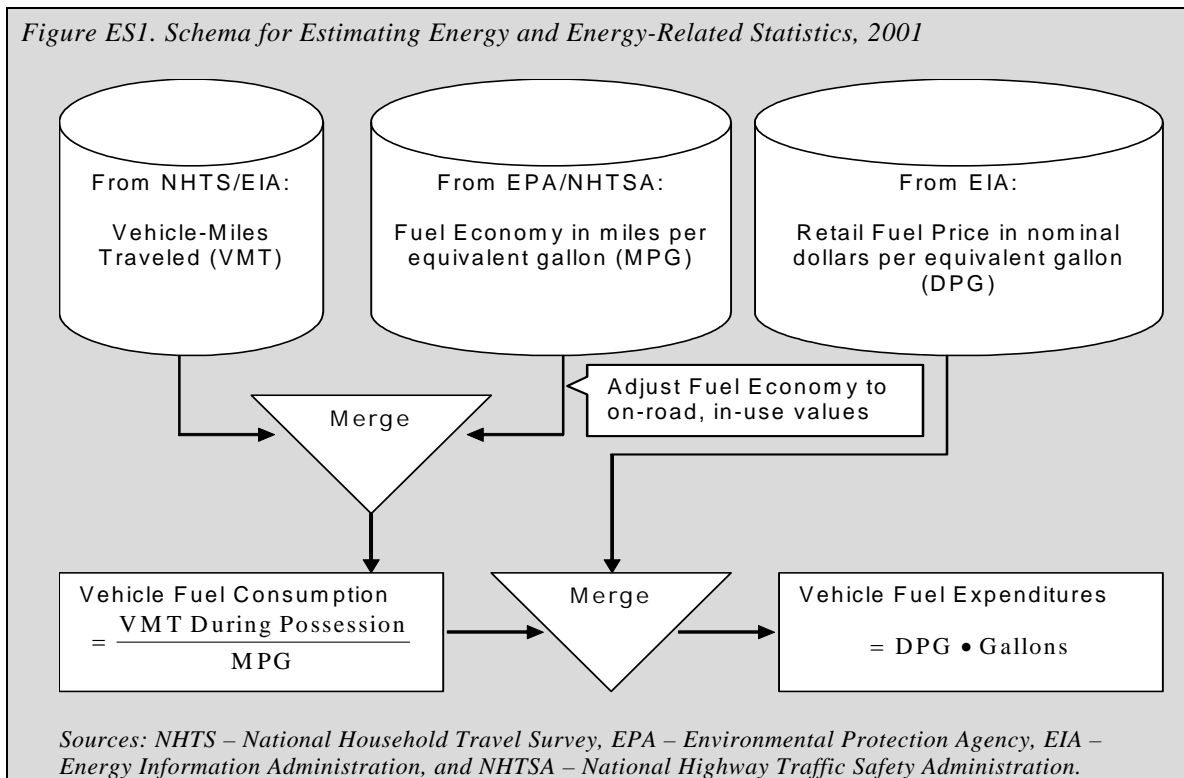 Figure ES1. Schema for Estimating Energy and Energy-Related Statistics, 2001
From NHTS/EIA:
Vehicle-Miles
Traveled (VMT)
From EPA/NHTSA:
Fuel Economy in miles per
equivalent gallon (MPG)
From EIA:
Retail Fuel Price in nominal
dollars per equivalent gallon
(DPG)
Adjust Fuel Economy to
on-road, in-use values
Merge
Vehicle Fuel Consumption
= VMT During Possession
MPG
Merge
Vehicle Fuel Expenditures
= DPG • Gallons
Sources: NHTS – National Household Travel Survey, EPA – Environmental Protection Agency, EIA –
Energy Information Administration, and NHTSA – National Highway Traffic Safety Administration.